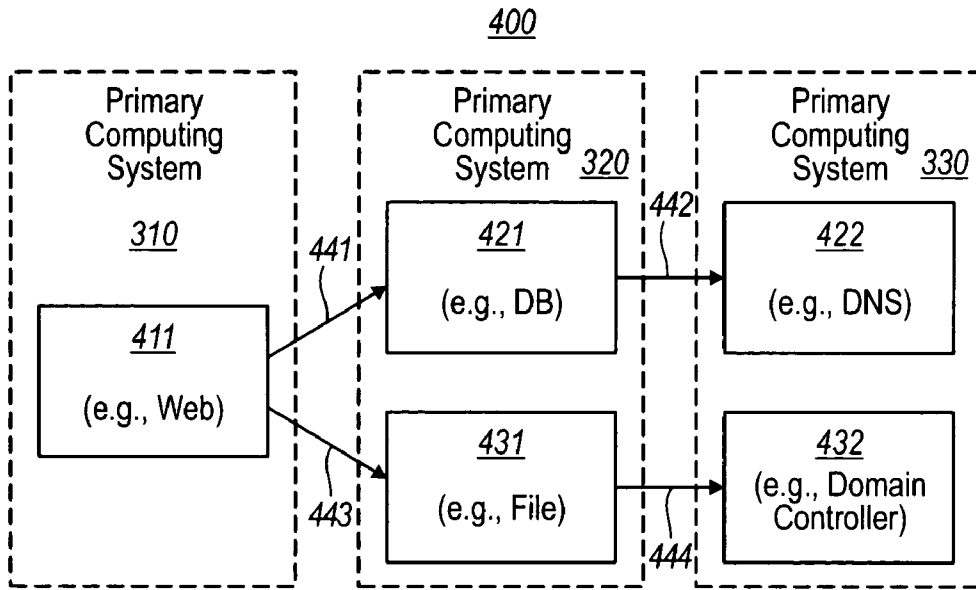 400
Primary
Computing
System
310
411
(e.g., Web)
441
443
Primary
Computing
System
320
421
(e.g., DB)
431
(e.g., File)
442
444
Primary
Computing
System
330
422
(e.g., DNS)
432
(e.g., Domain
Controller)